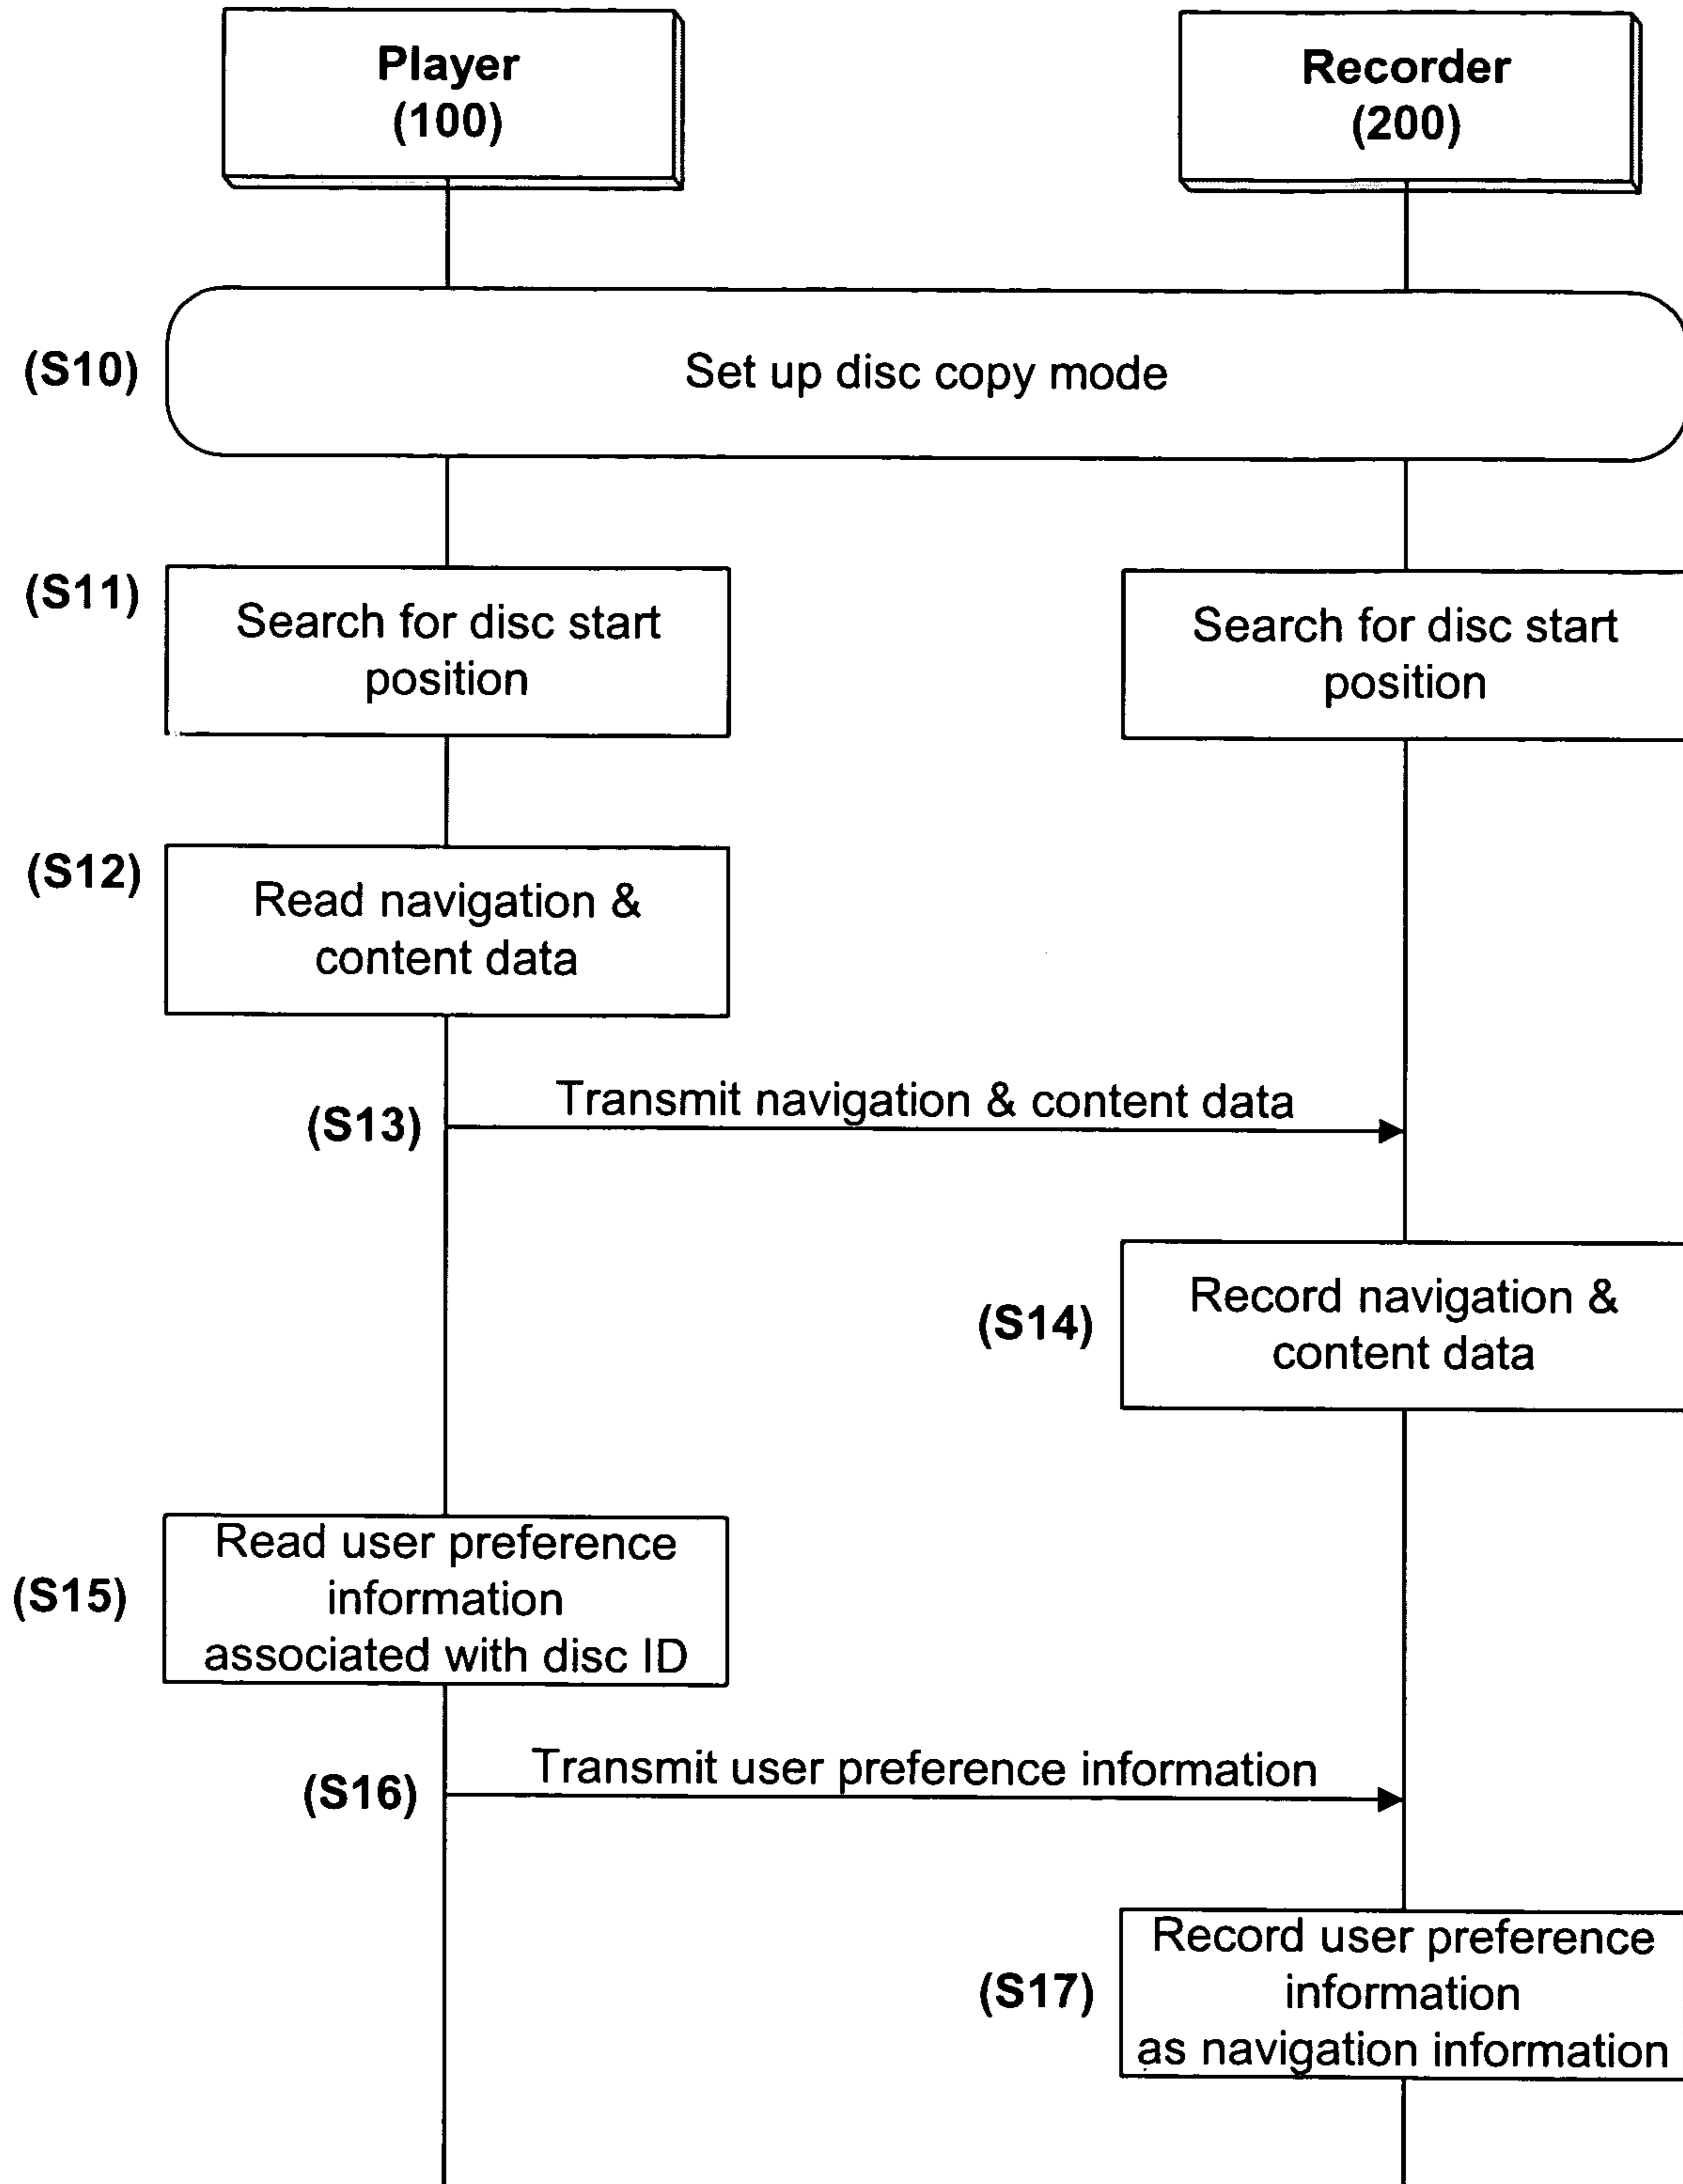 Player
(100)
Recorder
(200)
(S10)
Set up disc copy mode
(S11)
Search for disc start
position
Search for disc start
position
(S12)
Read navigation &
content data
(S13)
Transmit navigation & content data
(S14)
Record navigation &
content data
(S15)
Read user preference
information
associated with disc ID
(S16)
Transmit user preference information
(S17)
Record user preference
information
as navigation information